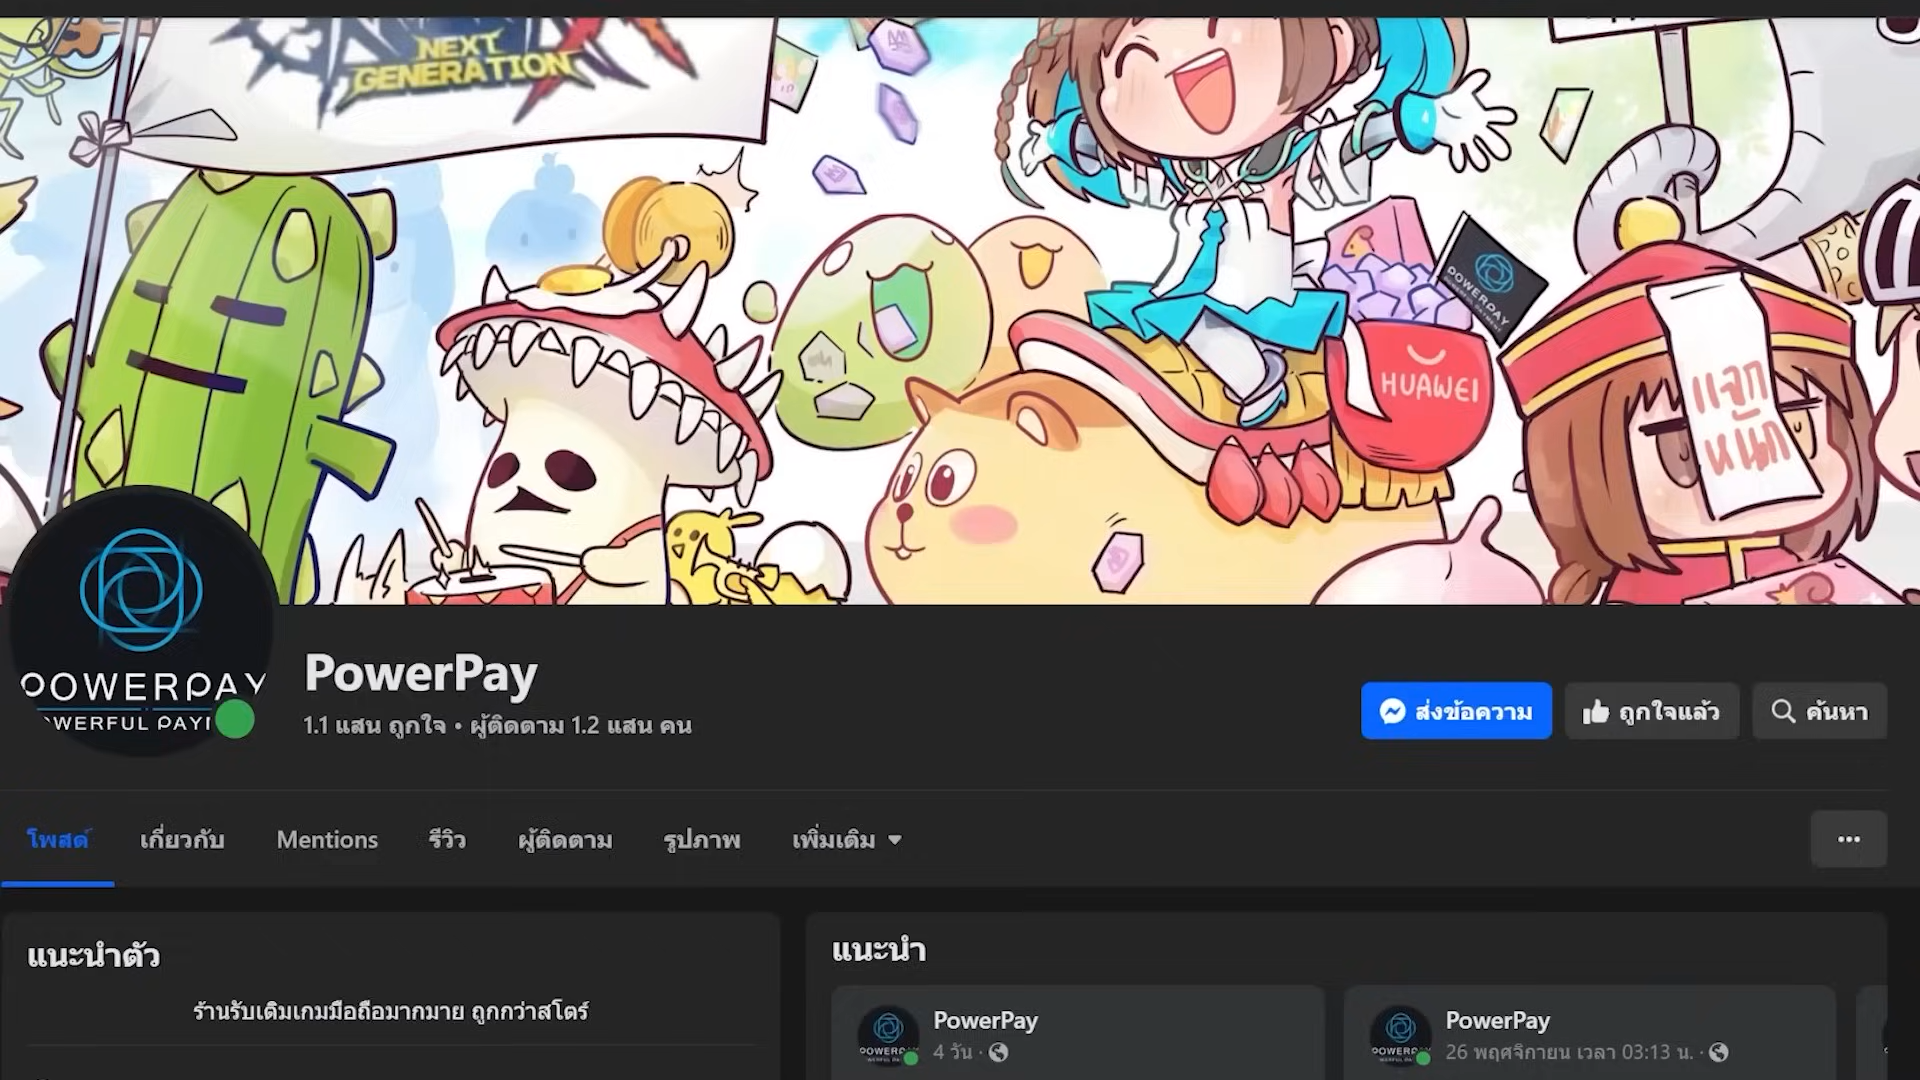 NEXT
GENERATION
POWERPAY
HUAWEI
แจก
หนัก
POWERPAY
PowerPay
1.1 แสน ถูกใจ • ผู้ติดตาม 1.2 แสน คน
ส่งข้อความ
ถูกใจแล้ว
ค้นหา
โพสต์
เกี่ยวกับ
Mentions
รีวิว
ผู้ติดตาม
รูปภาพ
เพิ่มเติม
แนะนำตัว
ร้านรับเติมเกมมือถือมากมาย ถูกกว่าสโตร์
แนะนำ
PowerPay
4 วัน ·
PowerPay
26 พฤศจิกายน เวลา 03:13 น. ·